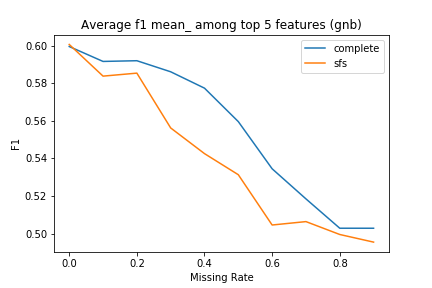 Average f1 mean_ among top 5 features (gnb)
complete
sfs
F1
0.60
0.58
0.56
0.54
0.52
0.50
0.0 0.2 0.4 0.6 0.8
Missing Rate